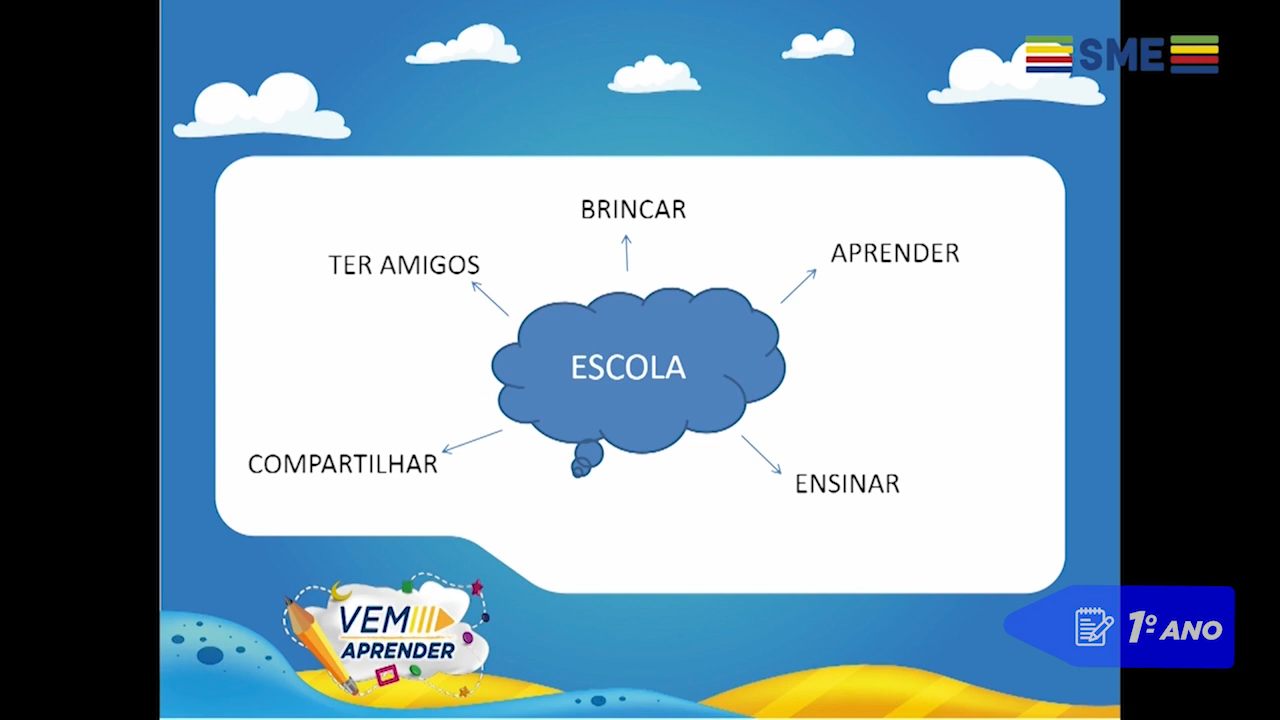 SME
BRINCAR
TER AMIGOS
APRENDER
ESCOLA
COMPARTILHAR
ENSINAR
VEM
APRENDER
1º ANO